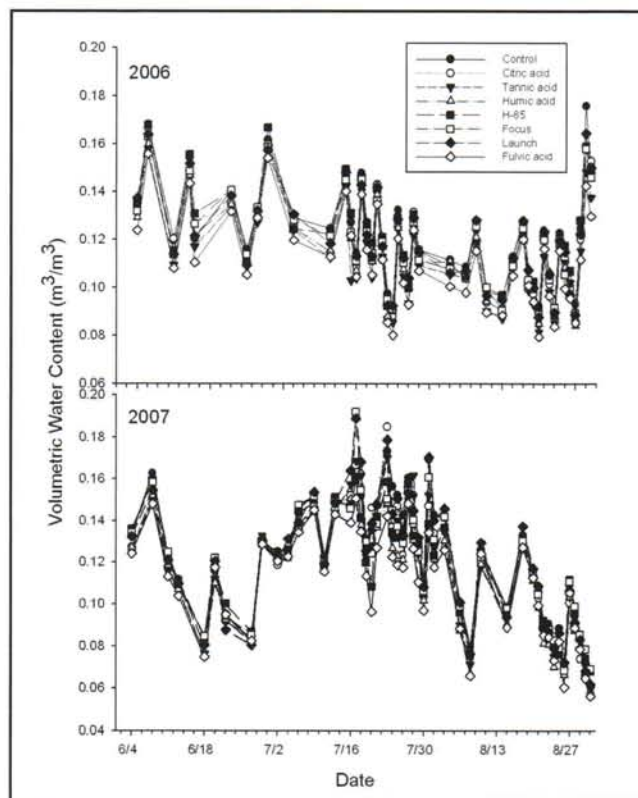 2006
Control
Citric acid
Tannic acid
Humic acid
H-85
Focus
Launch
Fulvic acid
0.20
0.18
0.16
0.14
0.12
0.10
0.08
0.06
Volumetric Water Content (m³/m³)
2007
0.20
0.18
0.16
0.14
0.12
0.10
0.08
0.06
0.04
6/4
6/18
7/2
7/16
7/30
8/13
8/27
Date